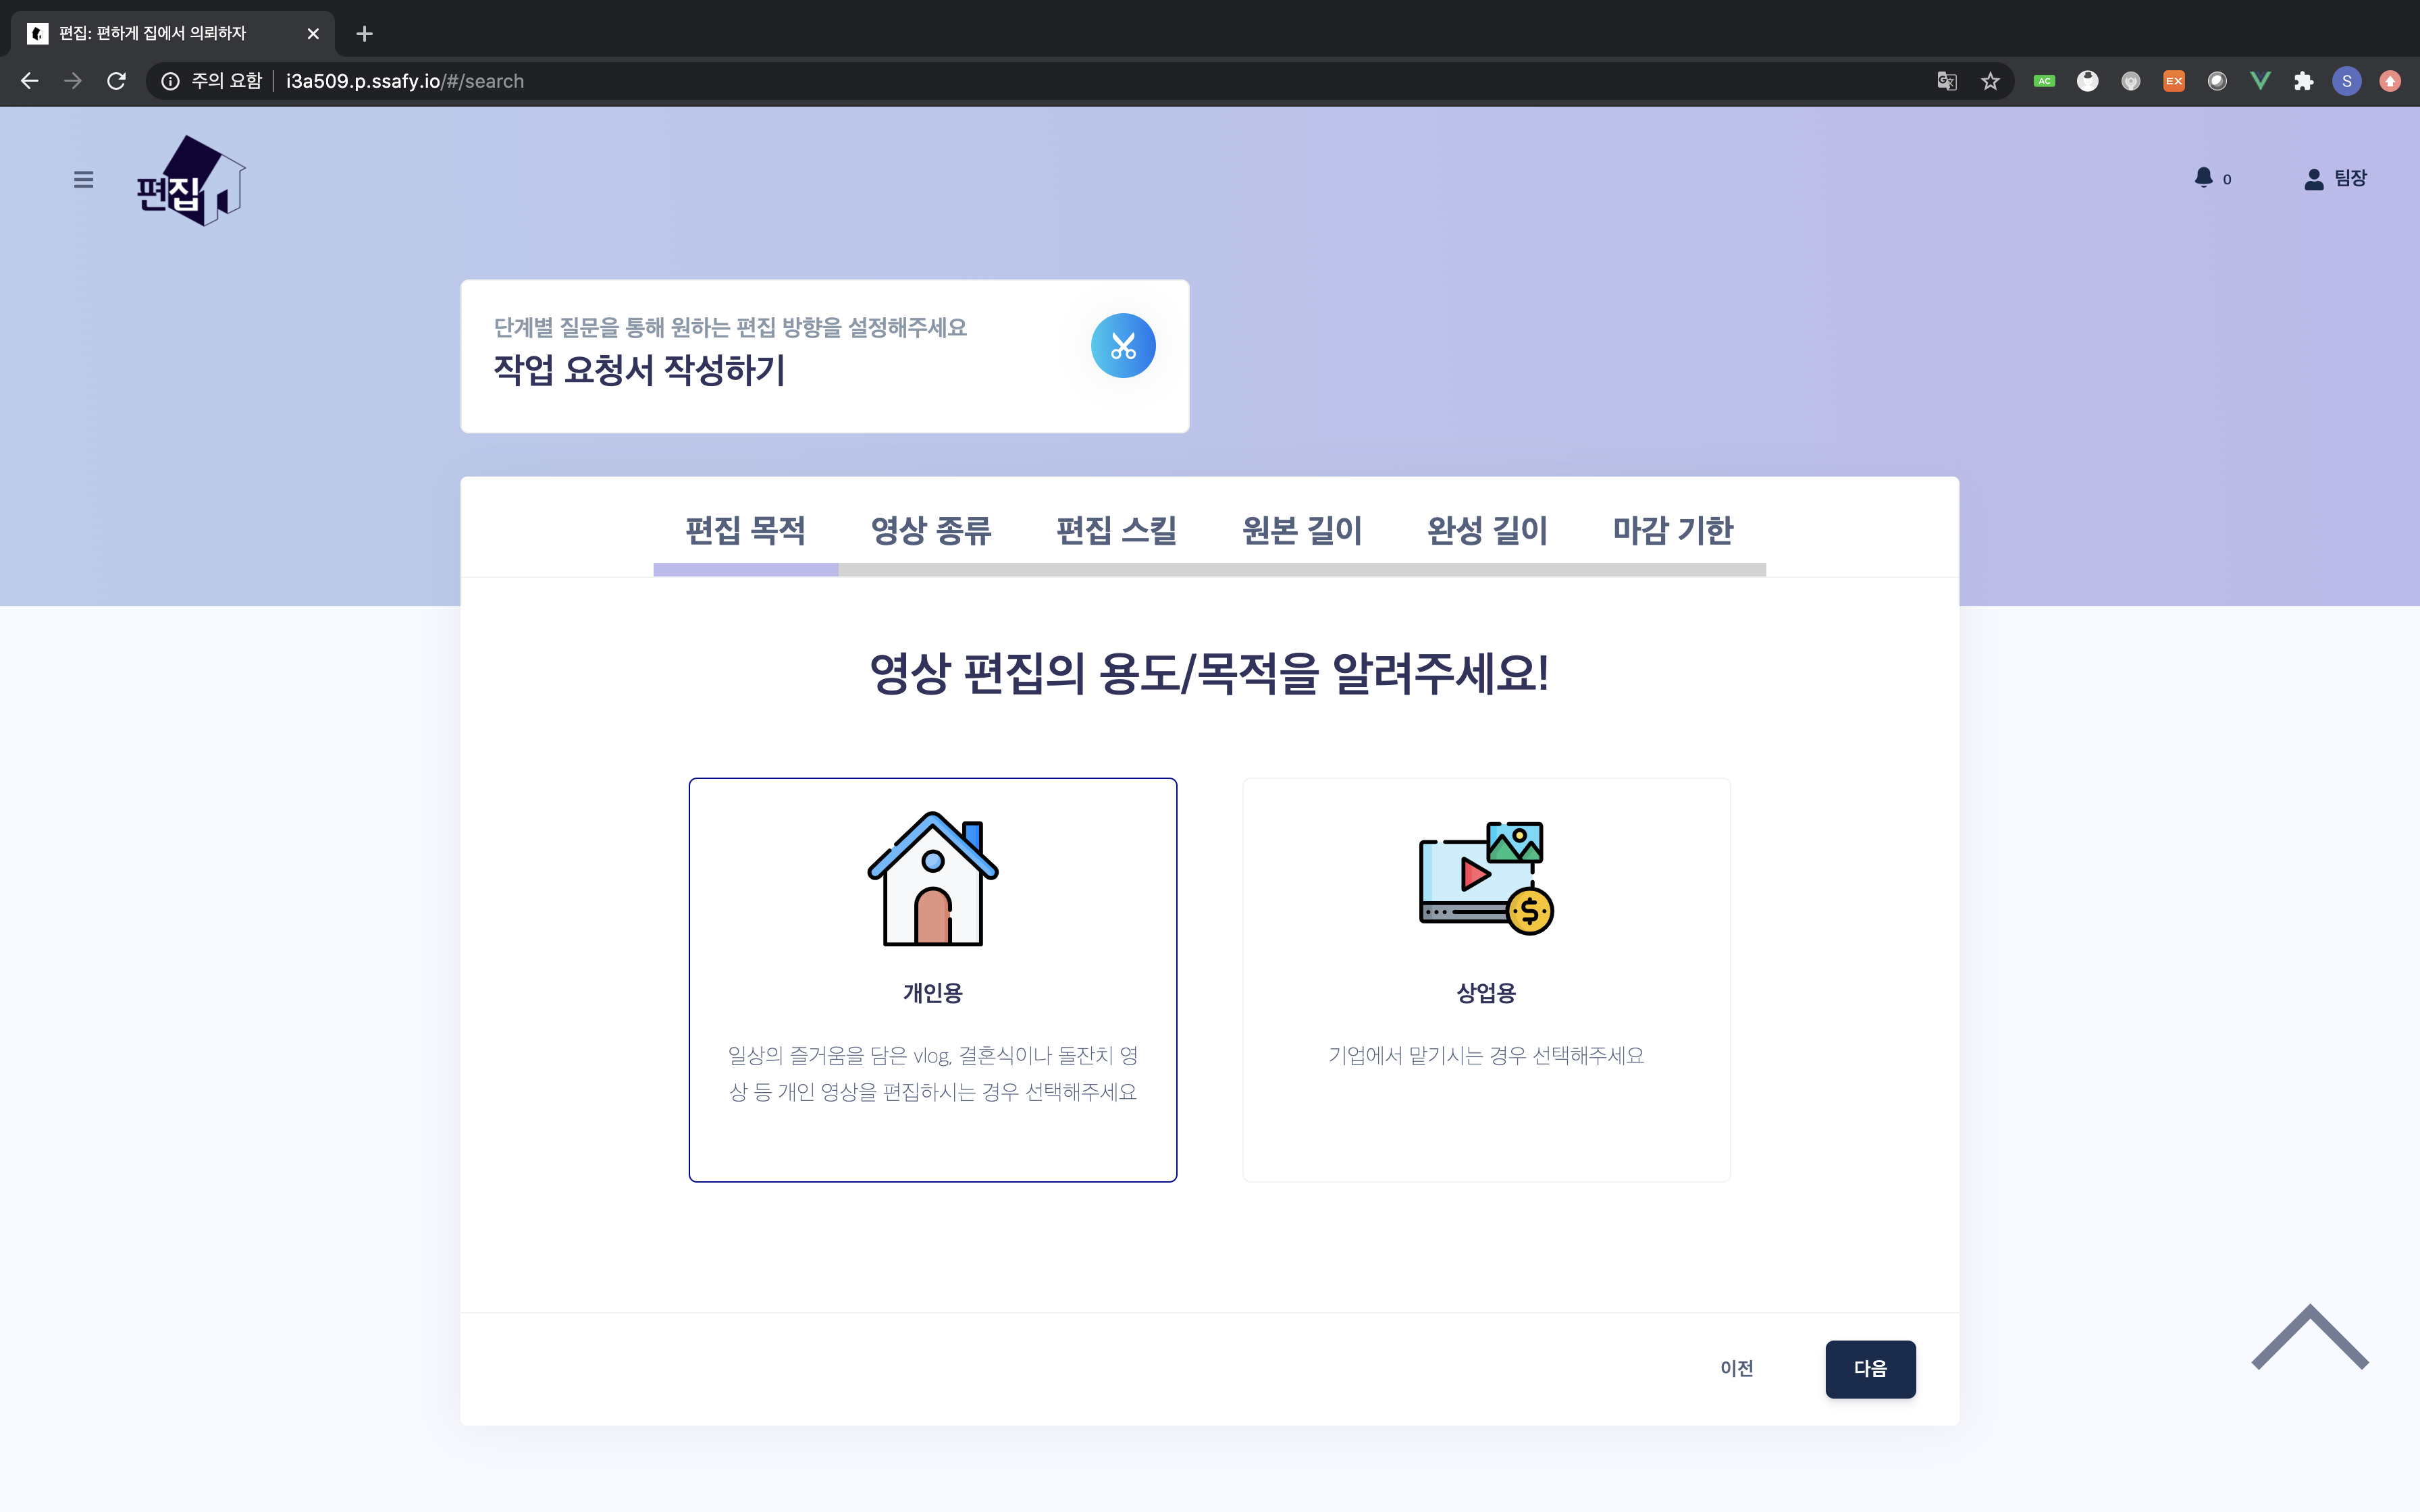 편집: 편하게 집에서 의뢰하자
주의 요함 i3a509.p.ssafy.io/#/search
AC
EX
S
편집
0
팀장
단계별 질문을 통해 원하는 편집 방향을 설정해주세요
작업 요청서 작성하기
편집 목적 영상 종류 편집 스킬 원본 길이 완성 길이 마감 기한
영상 편집의 용도/목적을 알려주세요!
개인용
일상의 즐거움을 담은 vlog, 결혼식이나 돌잔치 영
상 등 개인 영상을 편집하시는 경우 선택해주세요
상업용
기업에서 맡기시는 경우 선택해주세요
이전 다음